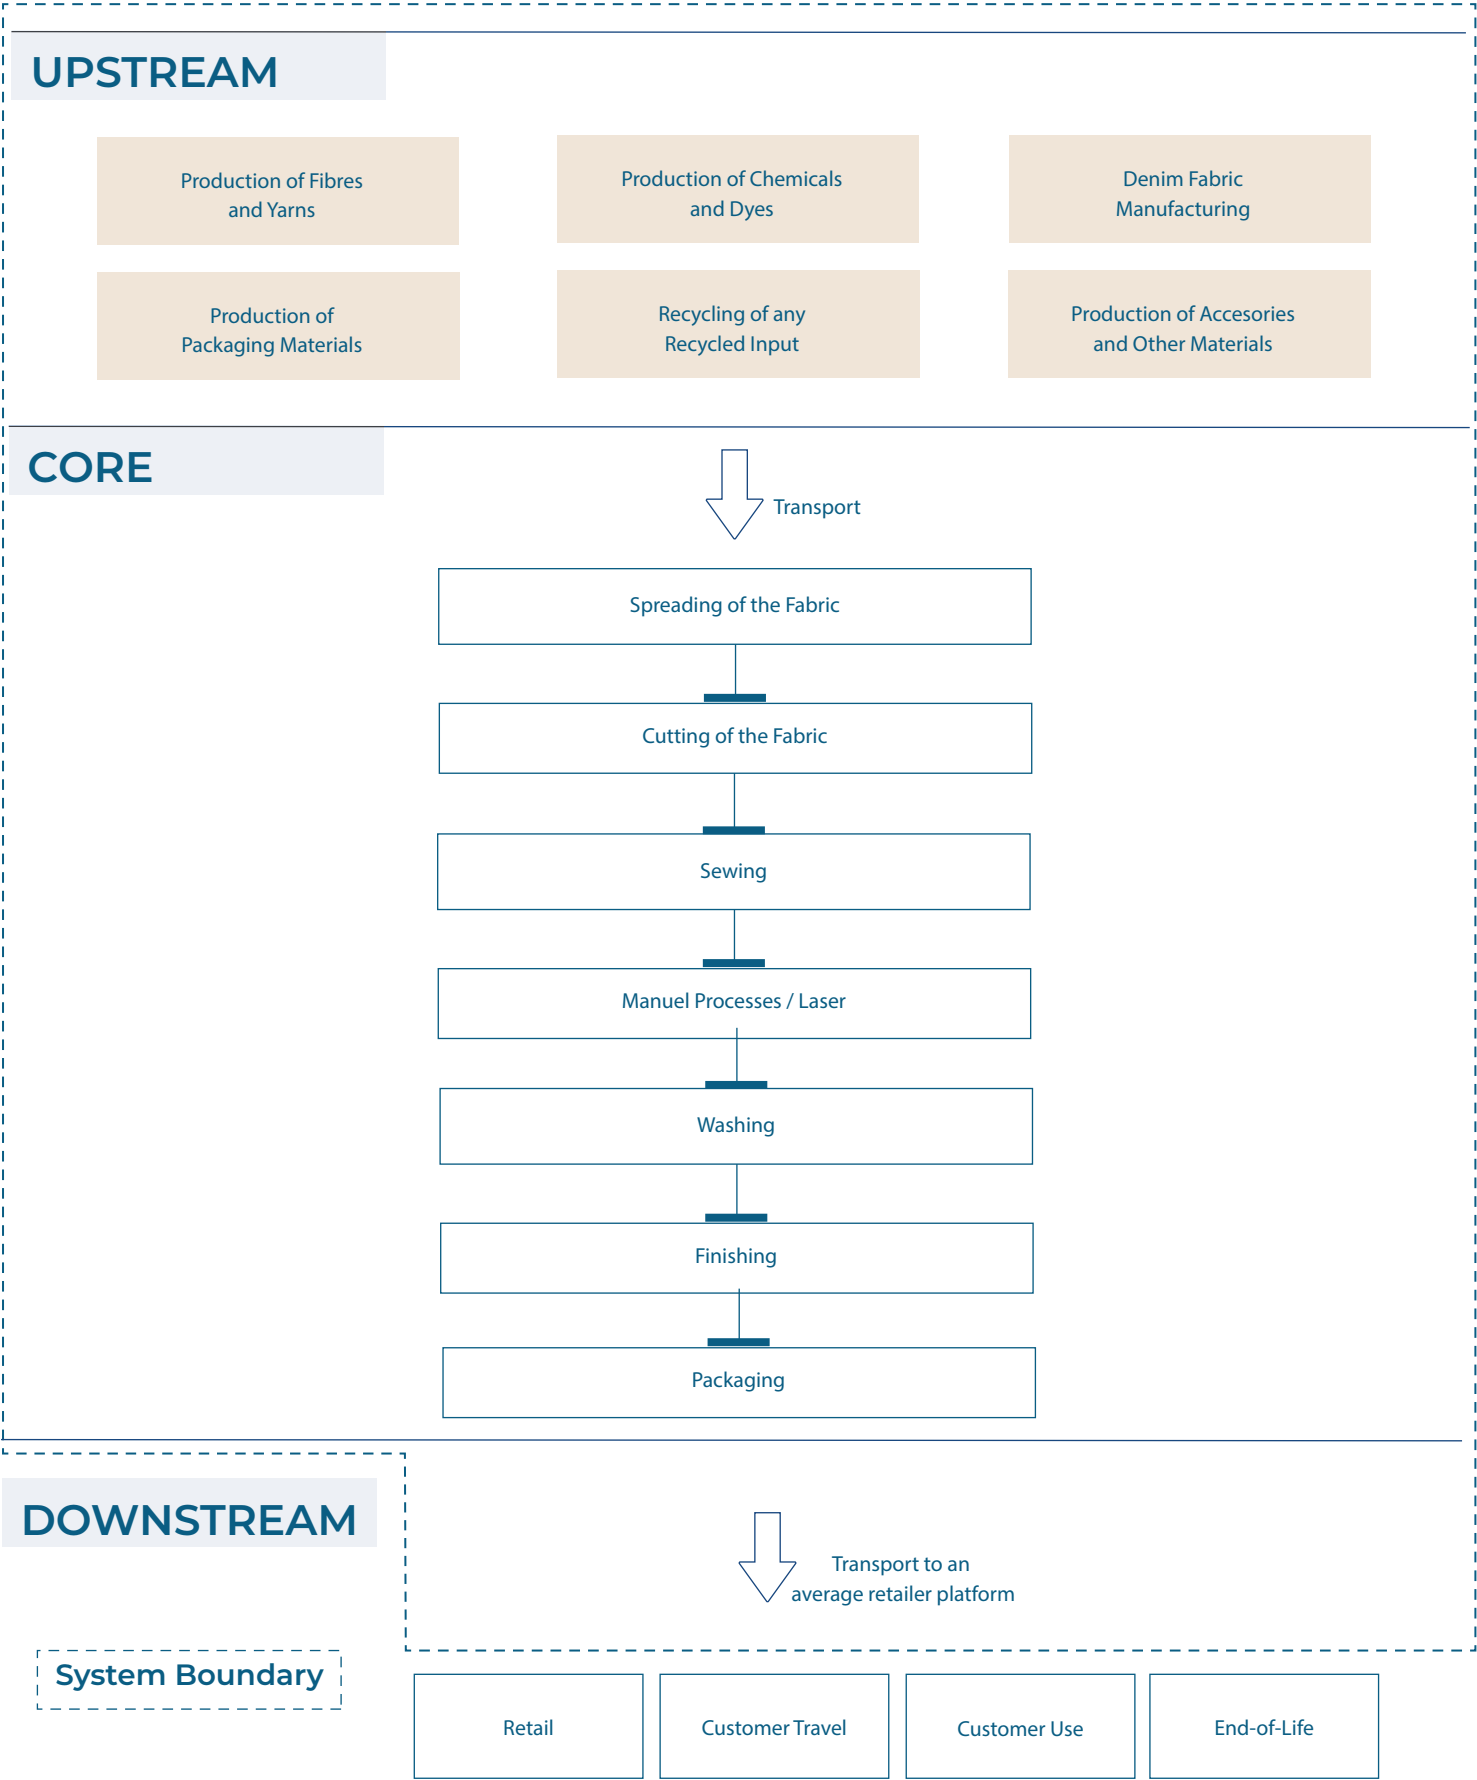 UPSTREAM
Production of Fibres
and Yarns
Production of Chemicals
and Dyes
Denim Fabric
Manufacturing
Production of
Packaging Materials
Recycling of any
Recycled Input
Production of Accesories
and Other Materials
CORE
Transport
Spreading of the Fabric
Cutting of the Fabric
Sewing
Manuel Processes / Laser
Washing
Finishing
Packaging
DOWNSTREAM
Transport to an
average retailer platform
System Boundary
Retail
Customer Travel
Customer Use
End-of-Life